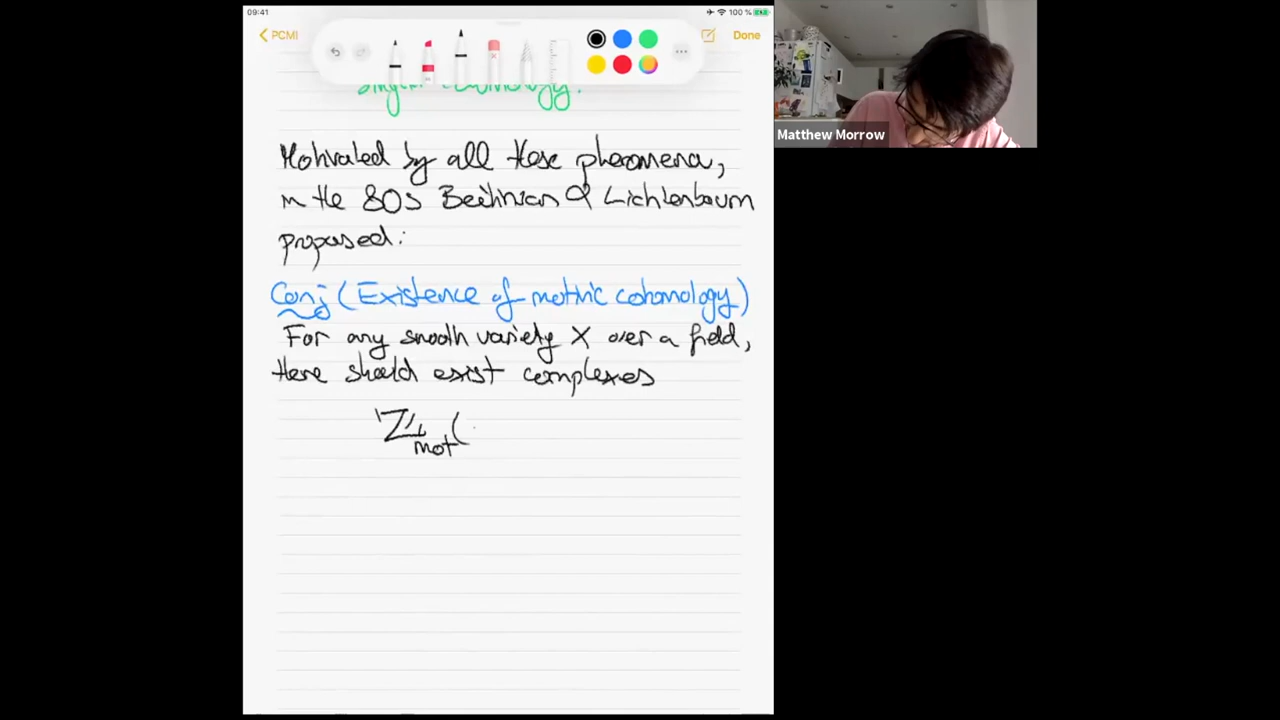 09:41
100 %
PCMI
Done
Matthew Morrow
Motivated by all these phenomena,
in the 80s Beilinson & Lichtenbaum
proposed:
Conj (Existence of motivic cohomology)
For any smooth variety X over a field,
there should exist complexes
ℤ_mot(